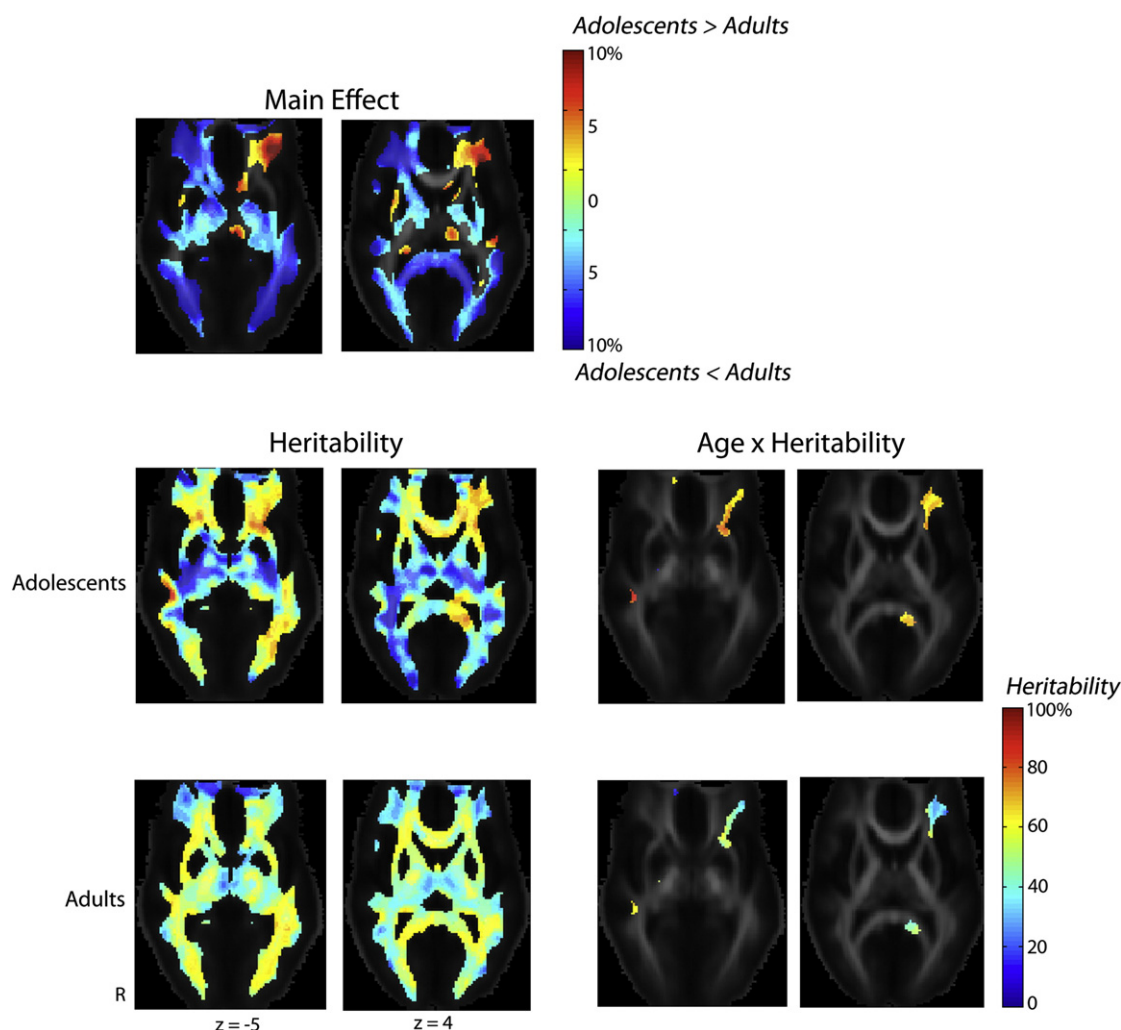 Adolescents > Adults
10%
Main Effect
5
0
5
10%
Adolescents < Adults
Heritability
Age x Heritability
Adolescents
Heritability
100%
80
60
Adults
40
20
R
0
z = -5
z = 4